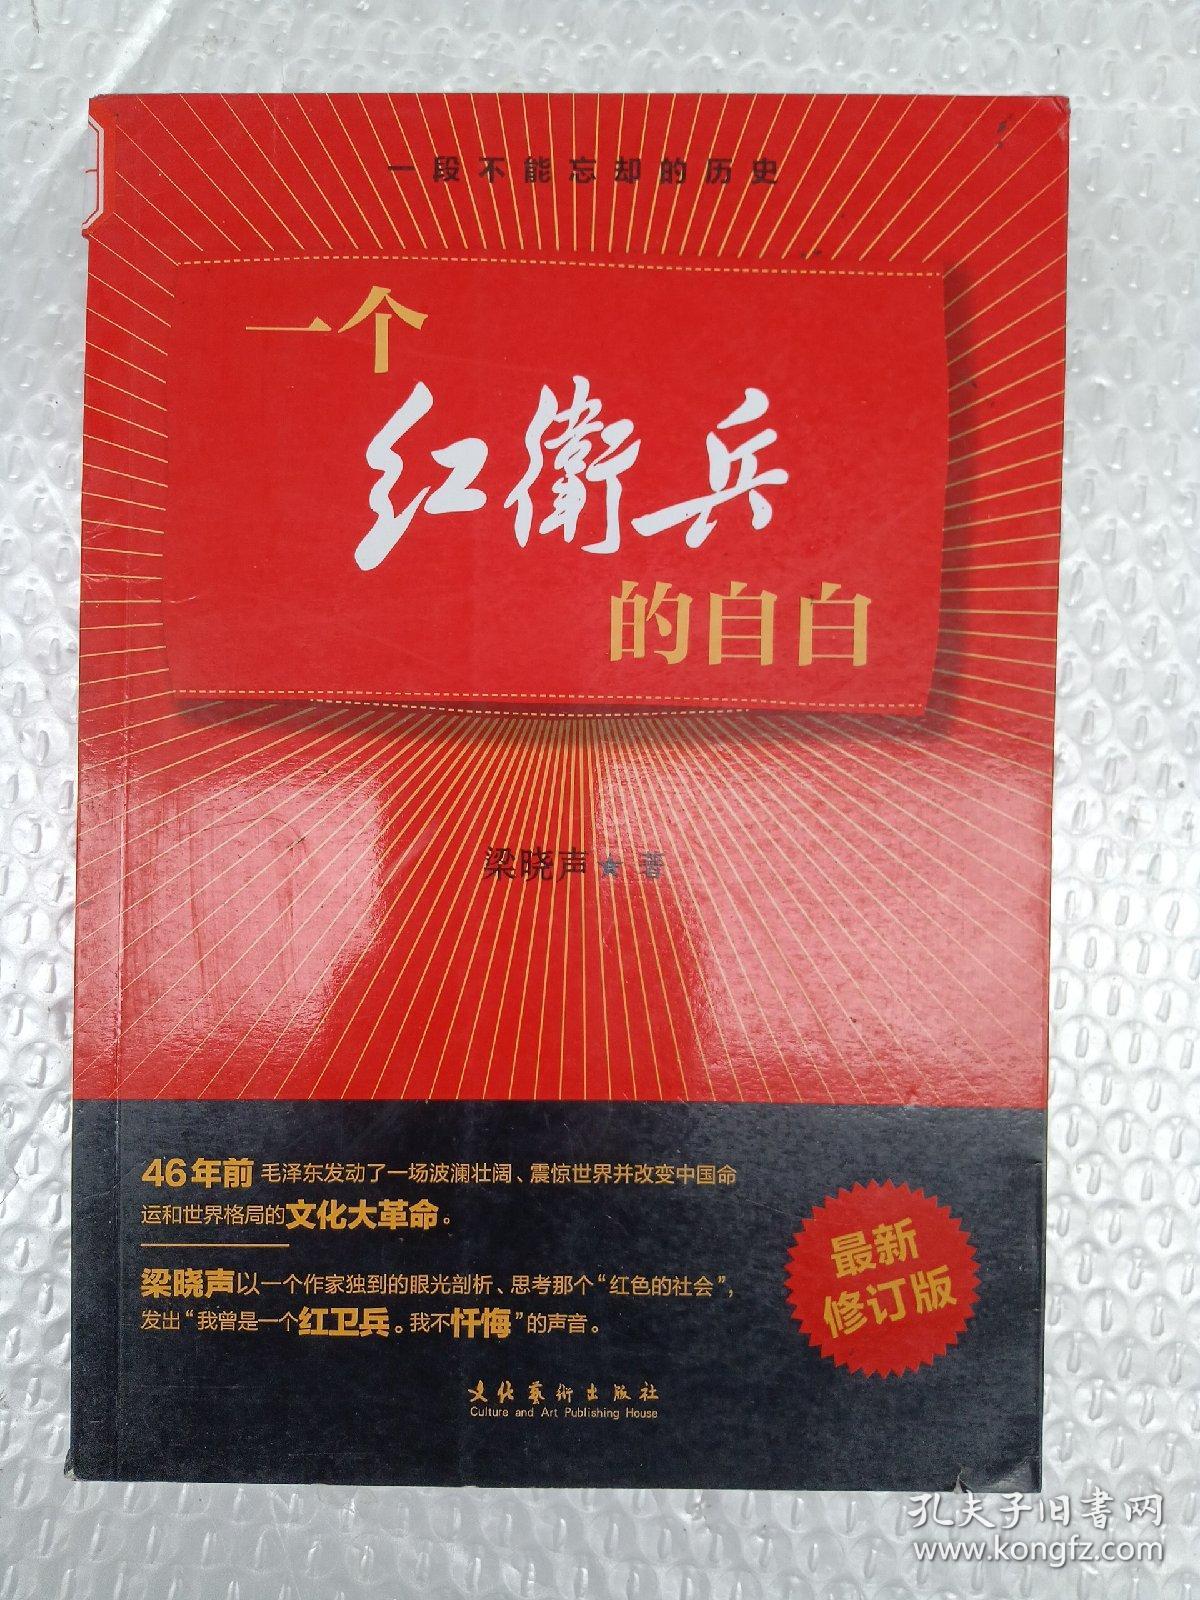 一段不能忘却的历史
一个
红衛兵
的自白
梁晓声★著
46年前 毛泽东发动了一场波澜壮阔、震惊世界并改变中国命
运和世界格局的文化大革命。
梁晓声以一个作家独到的眼光剖析、思考那个“红色的社会”，
发出“我曾是一个红卫兵。我不忏悔”的声音。
最新
修订版
文化藝術出版社
Culture and Art Publishing House
孔夫子旧书网
www.kongfz.com